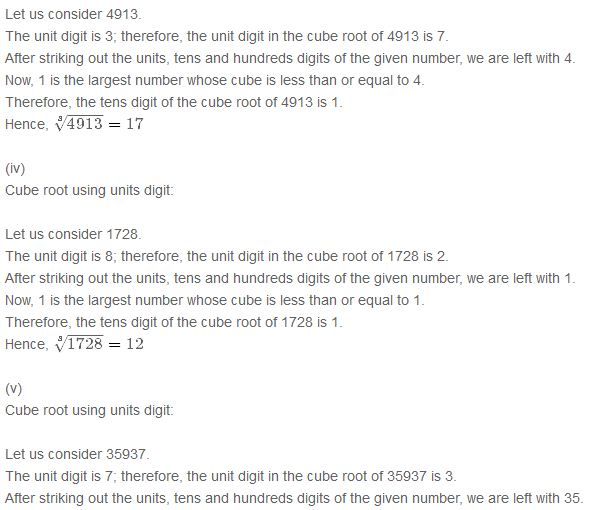 Let us consider 4913.
The unit digit is 3; therefore, the unit digit in the cube root of 4913 is 7.
After striking out the units, tens and hundreds digits of the given number, we are left with 4.
Now, 1 is the largest number whose cube is less than or equal to 4.
Therefore, the tens digit of the cube root of 4913 is 1.
Hence, ∛4913 = 17
(iv)
Cube root using units digit:
Let us consider 1728.
The unit digit is 8; therefore, the unit digit in the cube root of 1728 is 2.
After striking out the units, tens and hundreds digits of the given number, we are left with 1.
Now, 1 is the largest number whose cube is less than or equal to 1.
Therefore, the tens digit of the cube root of 1728 is 1.
Hence, ∛1728 = 12
(v)
Cube root using units digit:
Let us consider 35937.
The unit digit is 7; therefore, the unit digit in the cube root of 35937 is 3.
After striking out the units, tens and hundreds digits of the given number, we are left with 35.